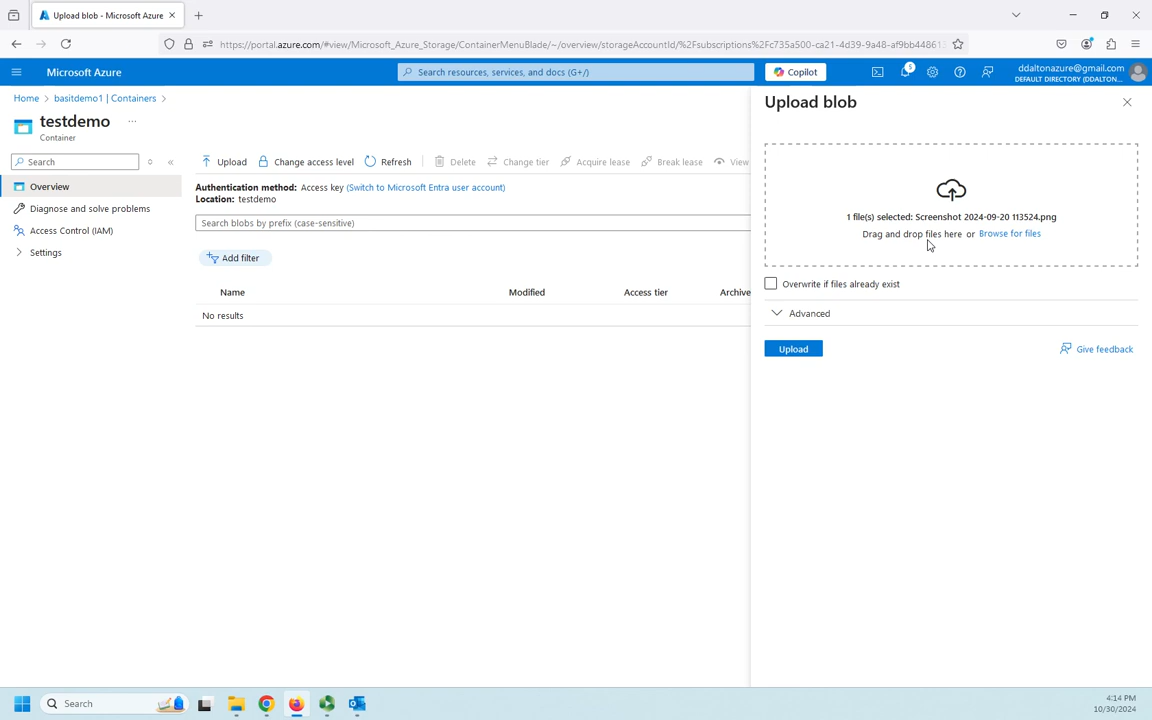 Upload blob - Microsoft Azure
https://portal.azure.com/#view/Microsoft_Azure_Storage/ContainerMenuBlade/~/overview/storageAccountId/%2Fsubscriptions%2Fc735a500-ca21-4d39-9a48-af9bb448613
Microsoft Azure
Search resources, services, and docs (G+/)
Copilot
ddaltonazure@gmail.com
DEFAULT DIRECTORY (DDALTON...
Home > basitdemo1 | Containers >
testdemo
...
Container
Upload blob
Search
Upload Change access level Refresh Delete Change tier Acquire lease Break lease View
Overview
Diagnose and solve problems
Access Control (IAM)
Settings
Authentication method: Access key (Switch to Microsoft Entra user account)
Location: testdemo
Search blobs by prefix (case-sensitive)
Add filter
Name Modified Access tier Archive
No results
1 file(s) selected: Screenshot 2024-09-20 113524.png
Drag and drop files here or Browse for files
Overwrite if files already exist
Advanced
Upload
Give feedback
Search
4:14 PM
10/30/2024